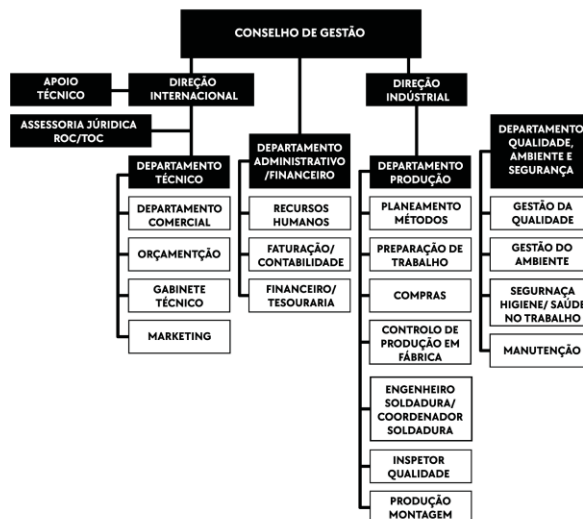 CONSELHO DE GESTÃO
APOIO
TÉCNICO
DIREÇÃO
INTERNACIONAL
DIREÇÃO
INDÚSTRIAL
ASSESSORIA JÚRIDICA
ROC/TOC
DEPARTAMENTO
TÉCNICO
DEPARTAMENTO
COMERCIAL
ORÇAMENTÇÃO
GABINETE
TÉCNICO
MARKETING
DEPARTAMENTO
ADMINISTRATIVO
/FINANCEIRO
RECURSOS
HUMANOS
FATURAÇÃO/
CONTABILIDADE
FINANCEIRO/
TESOURARIA
DEPARTAMENTO
PRODUÇÃO
PLANEAMENTO
MÉTODOS
PREPARAÇÃO DE
TRABALHO
COMPRAS
CONTROLO DE
PRODUÇÃO EM
FÁBRICA
ENGENHEIRO
SOLDADURA/
COORDENADOR
SOLDADURA
INSPETOR
QUALIDADE
PRODUÇÃO
MONTAGEM
DEPARTAMENTO
QUALIDADE,
AMBIENTE E
SEGURANÇA
GESTÃO DA
QUALIDADE
GESTÃO DO
AMBIENTE
SEGURNAÇA
HIGIENE/ SAÚDE
NO TRABALHO
MANUTENÇÃO